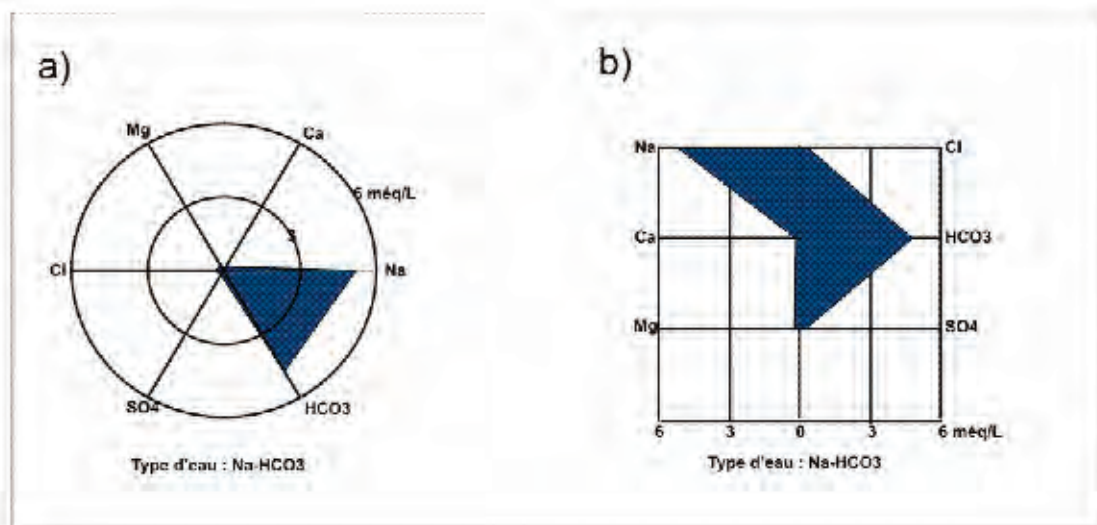 a)
Mg
Ca
6 méq/L
3
Cl
Na
SO4
HCO3
Type d'eau : Na-HCO3
b)
Na
Cl
Ca
HCO3
Mg
SO4
6 3 0 3 6 méq/L
Type d'eau : Na-HCO3